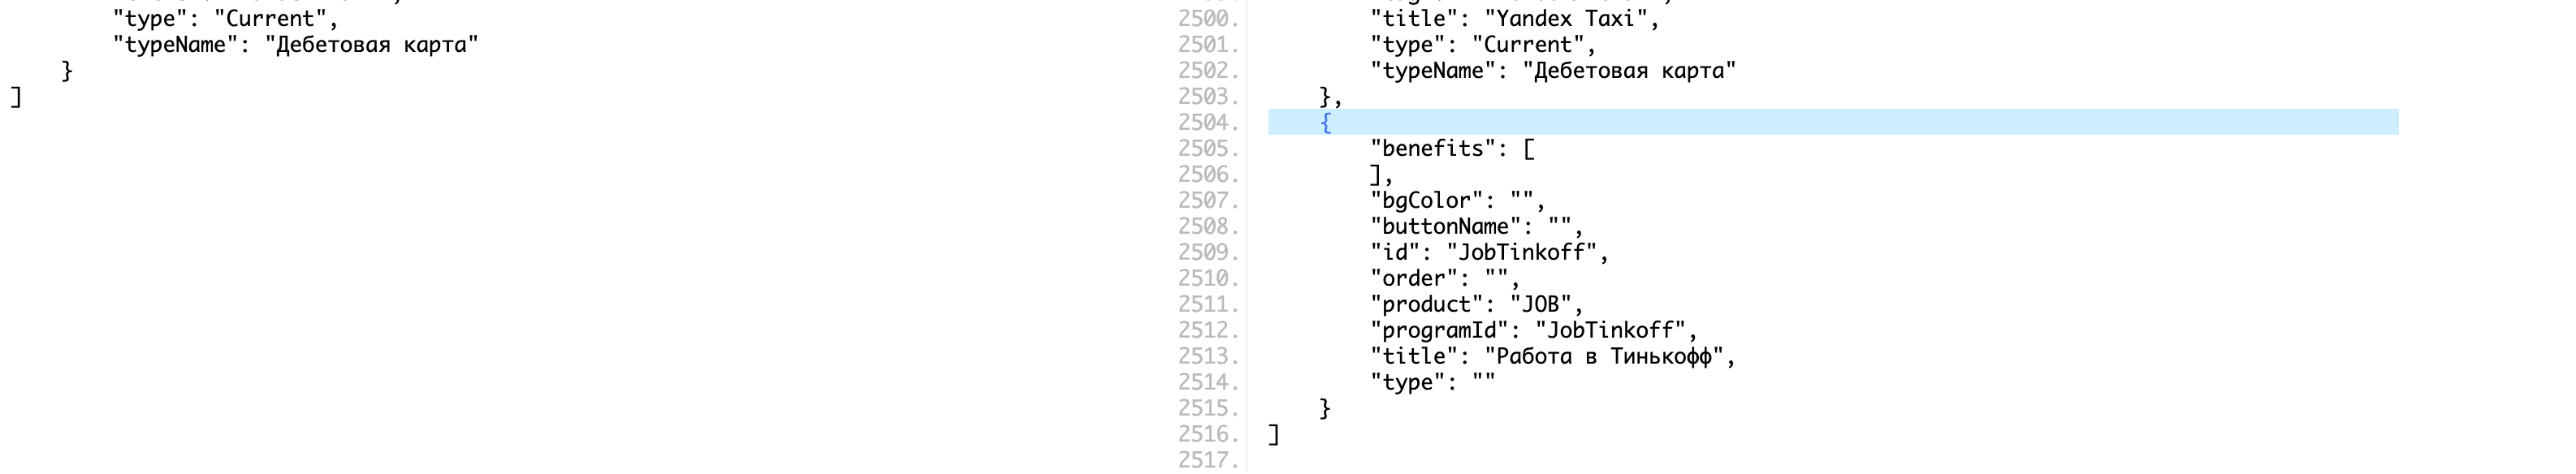 "type": "Current",
"typeName": "Дебетовая карта"
}
]
2500. "title": "Yandex Taxi",
2501. "type": "Current",
2502. "typeName": "Дебетовая карта"
2503. },
2504. {
2505. "benefits": [
2506. ],
2507. "bgColor": "",
2508. "buttonName": "",
2509. "id": "JobTinkoff",
2510. "order": "",
2511. "product": "JOB",
2512. "programId": "JobTinkoff",
2513. "title": "Работа в Тинькофф",
2514. "type": ""
2515. }
2516. ]
2517.